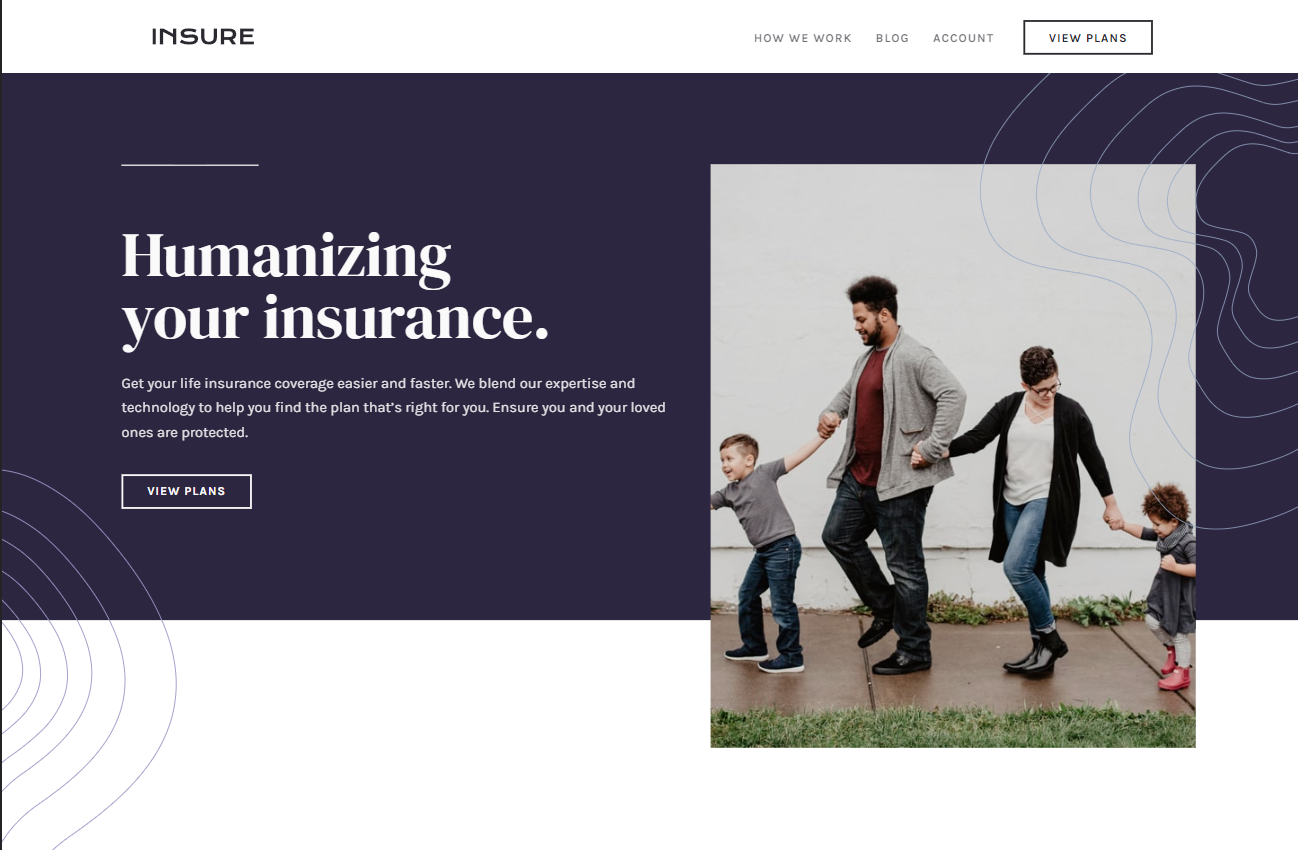 INSURE
HOW WE WORK
BLOG
ACCOUNT
VIEW PLANS
Humanizing
your insurance.
Get your life insurance coverage easier and faster. We blend our expertise and
technology to help you find the plan that’s right for you. Ensure you and your loved
ones are protected.
VIEW PLANS